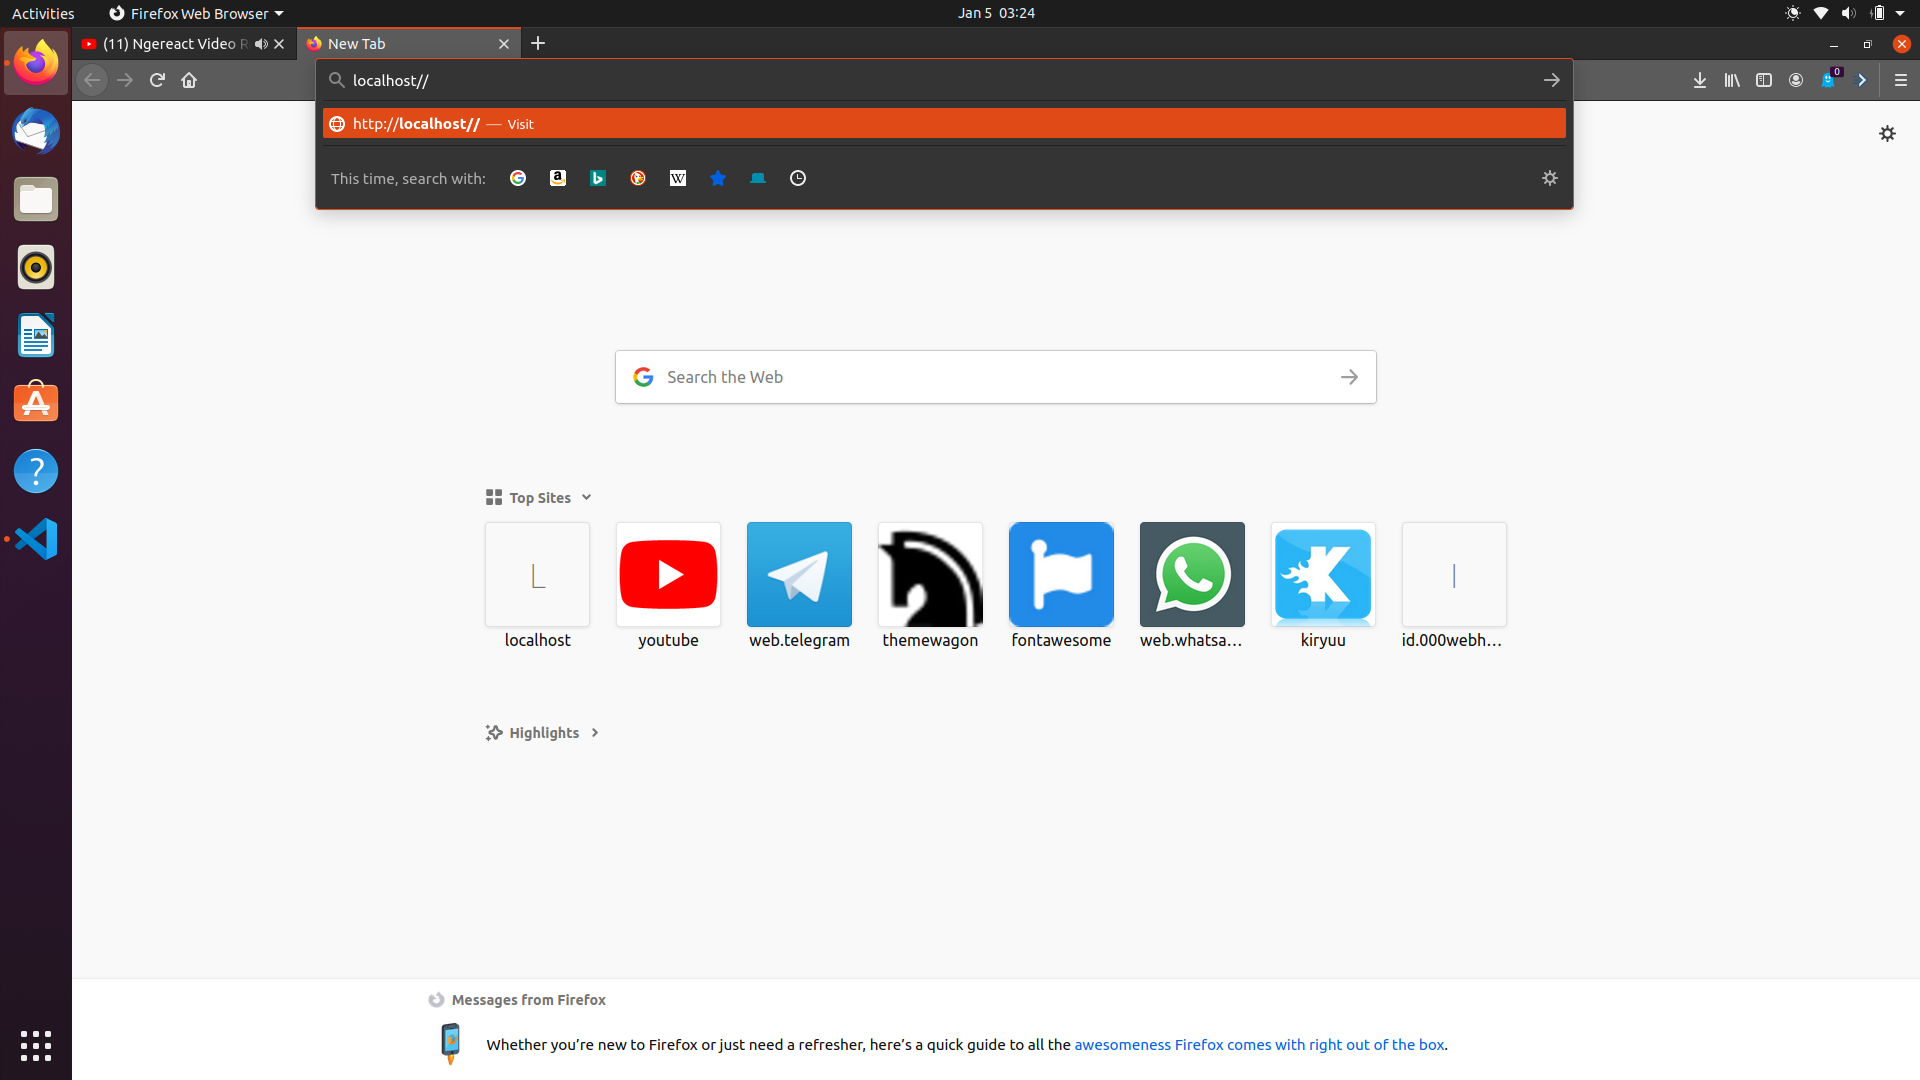 Activities
Firefox Web Browser
Jan 5 03:24
(11) Ngereact Video R
New Tab
localhost//
0
http://localhost// — Visit
This time, search with:
Search the Web
Top Sites
localhost
youtube
web.telegram
themewagon
fontawesome
web.whatsa...
kiryuu
id.000webh...
Highlights
Messages from Firefox
Whether you’re new to Firefox or just need a refresher, here’s a quick guide to all the awesomeness Firefox comes with right out of the box.